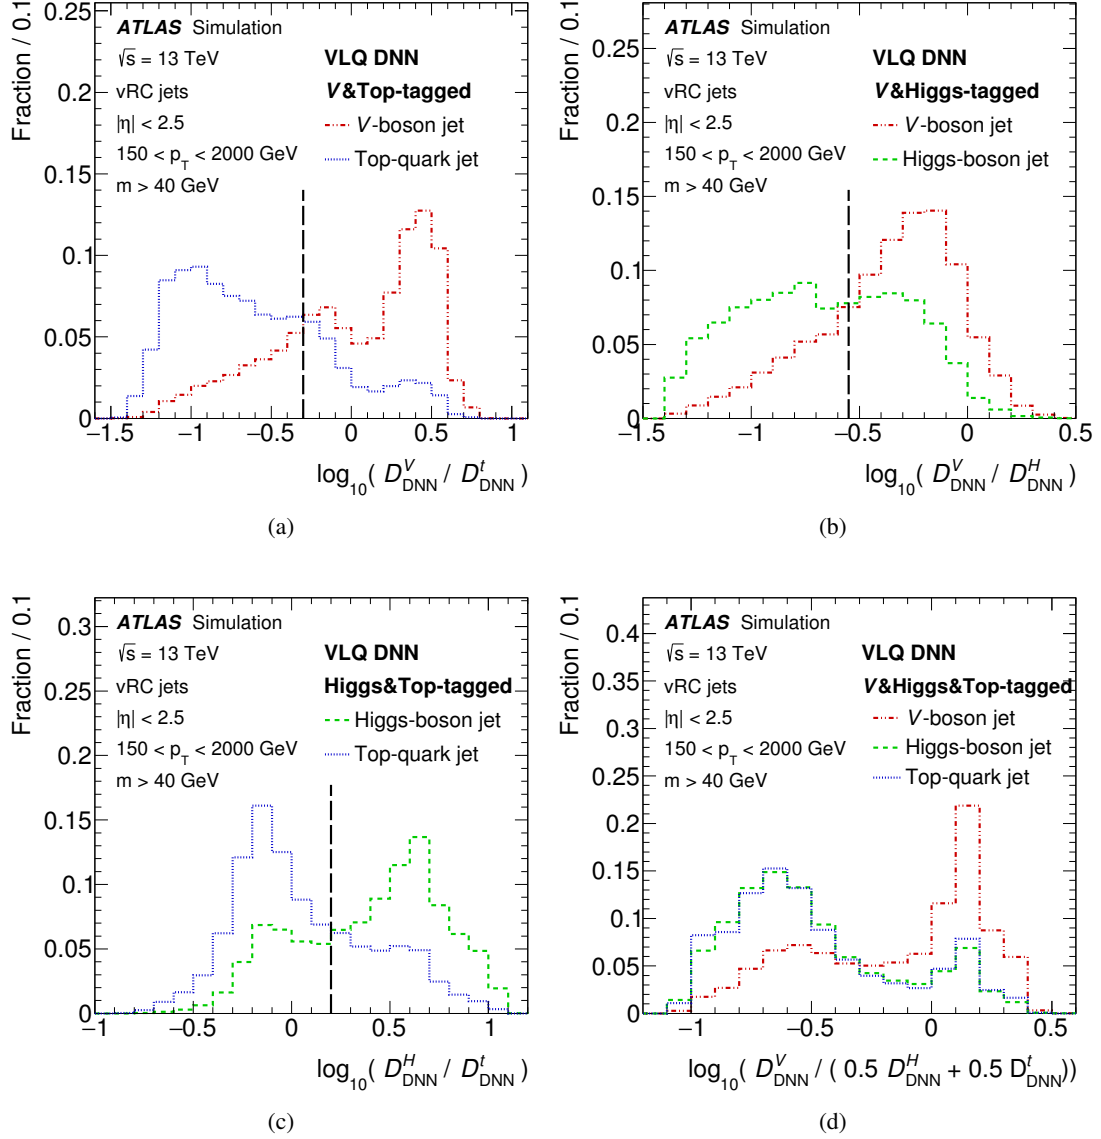 Fraction / 0.1
ATLAS Simulation
√s = 13 TeV
vRC jets
|η| < 2.5
150 < p_T < 2000 GeV
m > 40 GeV
VLQ DNN
V&Top-tagged
V-boson jet
Top-quark jet
0.25
0.2
0.15
0.1
0.05
0
−1.5 −1 −0.5 0 0.5 1
log_10( D^V_DNN / D^t_DNN )
(a)
Fraction / 0.1
ATLAS Simulation
√s = 13 TeV
vRC jets
|η| < 2.5
150 < p_T < 2000 GeV
m > 40 GeV
VLQ DNN
V&Higgs-tagged
V-boson jet
Higgs-boson jet
0.25
0.2
0.15
0.1
0.05
0
−1.5 −1 −0.5 0 0.5
log_10( D^V_DNN / D^H_DNN )
(b)
Fraction / 0.1
ATLAS Simulation
√s = 13 TeV
vRC jets
|η| < 2.5
150 < p_T < 2000 GeV
m > 40 GeV
VLQ DNN
Higgs&Top-tagged
Higgs-boson jet
Top-quark jet
0.3
0.25
0.2
0.15
0.1
0.05
0
−1 −0.5 0 0.5 1
log_10( D^H_DNN / D^t_DNN )
(c)
Fraction / 0.1
ATLAS Simulation
√s = 13 TeV
vRC jets
|η| < 2.5
150 < p_T < 2000 GeV
m > 40 GeV
VLQ DNN
V&Higgs&Top-tagged
V-boson jet
Higgs-boson jet
Top-quark jet
0.4
0.35
0.3
0.25
0.2
0.15
0.1
0.05
0
−1 −0.5 0 0.5
log_10( D^V_DNN / ( 0.5 D^H_DNN + 0.5 D^t_DNN))
(d)